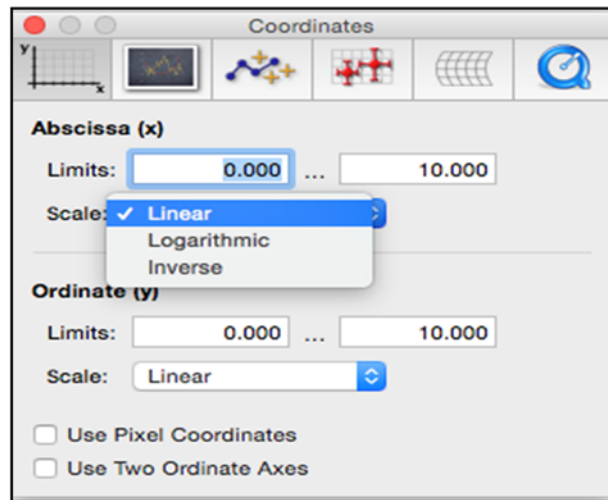 Coordinates
y
x
Abscissa (x)
Limits: 0.000 ... 10.000
Scale: ✓ Linear
Logarithmic
Inverse
Ordinate (y)
Limits: 0.000 ... 10.000
Scale: Linear
Use Pixel Coordinates
Use Two Ordinate Axes